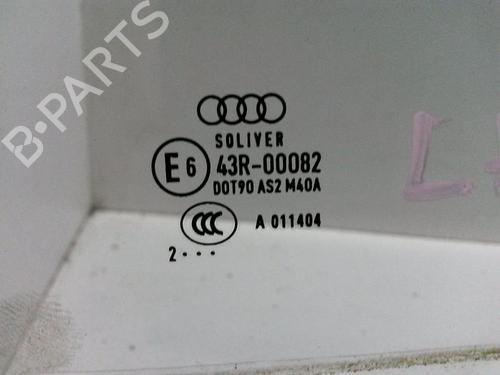 B-PARTS
SOLIVER
E6 43R-00082
DOT90 AS2 M40A
CCC A 011404
2...